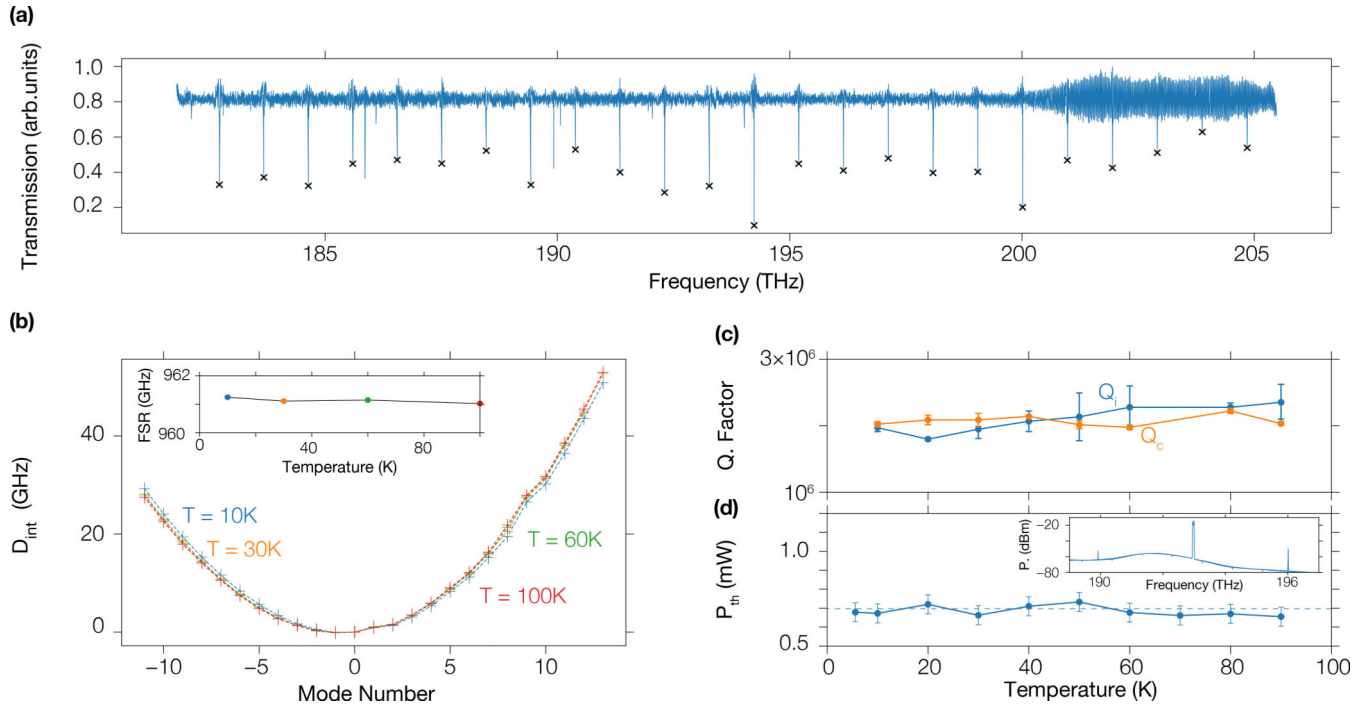 (a)
Transmission (arb.units)
1.0
0.8
0.6
0.4
0.2
185
190
195
200
205
Frequency (THz)
(b)
D_int (GHz)
40
20
0
−10
−5
0
5
10
Mode Number
FSR (GHz)
962
960
0
40
80
Temperature (K)
T = 10K
T = 30K
T = 60K
T = 100K
(c)
Q. Factor
3×10⁶
10⁶
Q_i
Q_c
(d)
P_th (mW)
1.0
0.5
P. (dBm)
−20
−80
190
196
Frequency (THz)
0
20
40
60
80
100
Temperature (K)